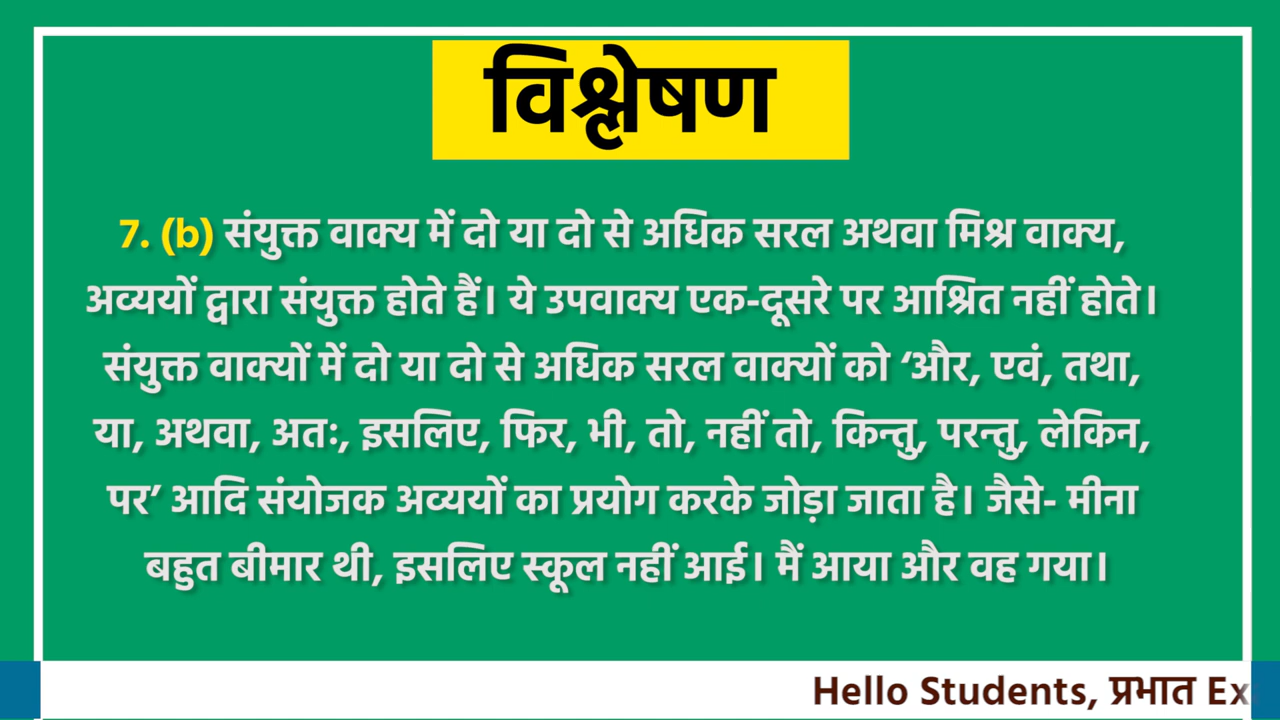 विश्लेषण
7. (b) संयुक्त वाक्य में दो या दो से अधिक सरल अथवा मिश्र वाक्य,
अव्ययों द्वारा संयुक्त होते हैं। ये उपवाक्य एक-दूसरे पर आश्रित नहीं होते।
संयुक्त वाक्यों में दो या दो से अधिक सरल वाक्यों को ‘और, एवं, तथा,
या, अथवा, अतः, इसलिए, फिर, भी, तो, नहीं तो, किन्तु, परन्तु, लेकिन,
पर’ आदि संयोजक अव्ययों का प्रयोग करके जोड़ा जाता है। जैसे- मीना
बहुत बीमार थी, इसलिए स्कूल नहीं आई। मैं आया और वह गया।
Hello Students, प्रभात Ex